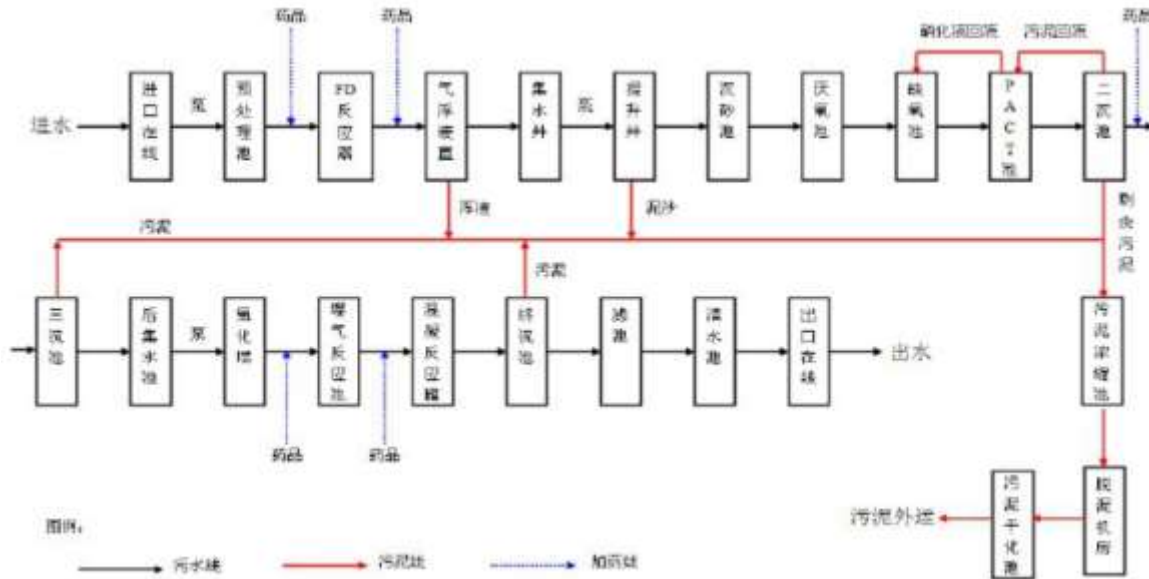 药品
药品
药品
硝化液回流
污泥回流
进水
进口在线
泵
预处理池
FD反应器
气浮装置
集水井
泵
提升井
沉砂池
厌氧池
缺氧池
PACT池
二沉池
浮渣
泥沙
剩余污泥
污泥
污泥
三沉池
后集水池
泵
氧化塔
曝气反应池
混凝反应罐
终沉池
滤池
清水池
出口在线
出水
污泥浓缩池
药品
药品
脱泥机房
污泥干化池
污泥外运
图例：
污水线
污泥线
加药线